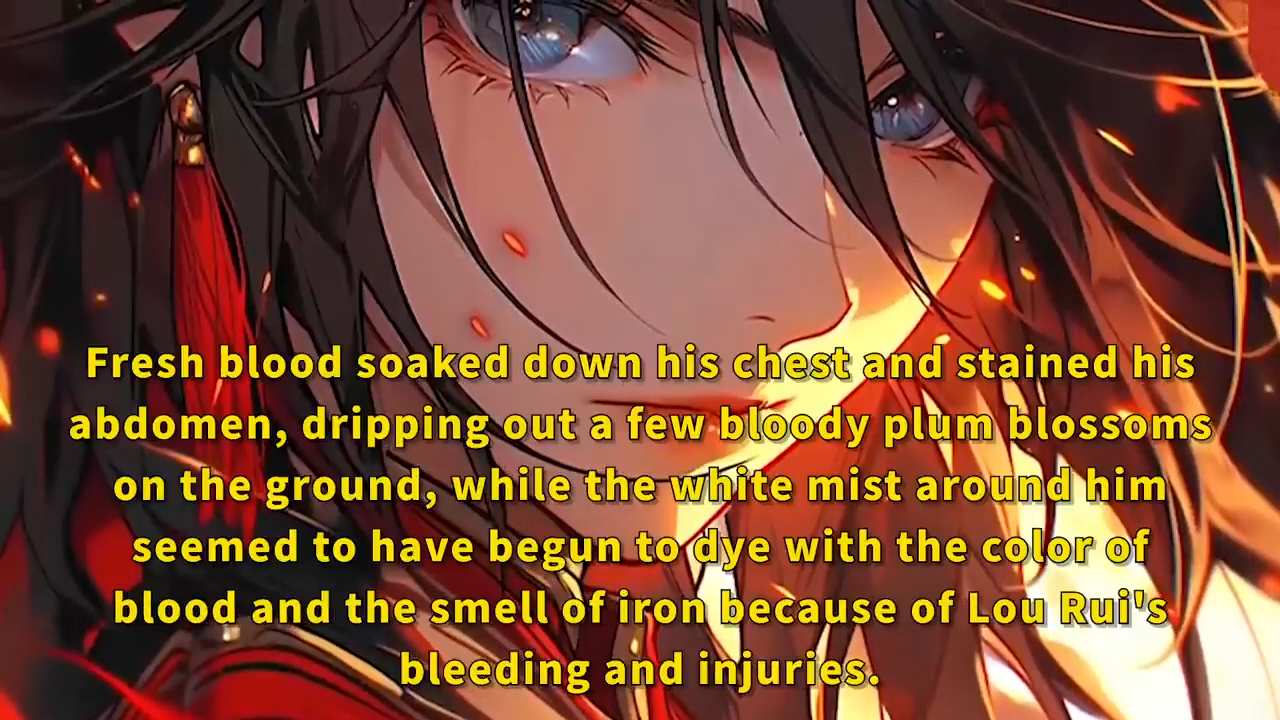 Fresh blood soaked down his chest and stained his
abdomen, dripping out a few bloody plum blossoms
on the ground, while the white mist around him
seemed to have begun to dye with the color of
blood and the smell of iron because of Lou Rui's
bleeding and injuries.